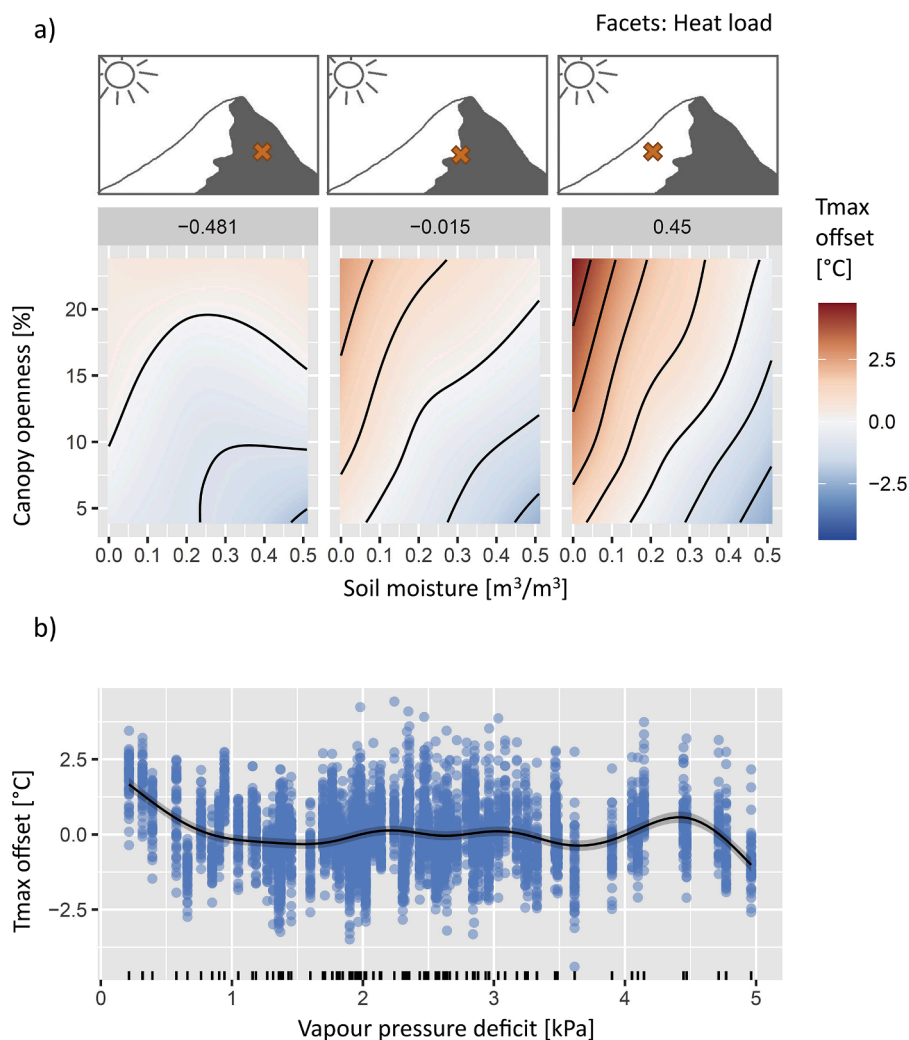 a)
Facets: Heat load
−0.481
−0.015
0.45
Tmax
offset
[°C]
2.5
0.0
−2.5
Canopy openness [%]
20
15
10
5
0.0 0.1 0.2 0.3 0.4 0.5
0.0 0.1 0.2 0.3 0.4 0.5
0.0 0.1 0.2 0.3 0.4 0.5
Soil moisture [m³/m³]
b)
Tmax offset [°C]
2.5
0.0
−2.5
0 1 2 3 4 5
Vapour pressure deficit [kPa]